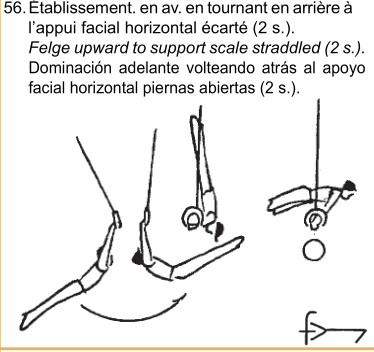 56. Établissement. en av. en tournant en arrière à
l'appui facial horizontal écarté (2 s.).
Felge upward to support scale straddled (2 s.).
Dominación adelante volteando atrás al apoyo
facial horizontal piernas abiertas (2 s.).